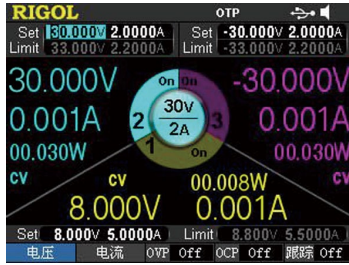 RIGOL OTP
Set 30.000V 2.0000A Set -30.000V 2.0000A
Limit 33.000V 2.2000A Limit -33.000V 2.2000A
30.000V On On -30.000V
0.001A 2 30V 2A 3 0.001A
00.030W 1 On 00.030W
CV CV 00.008W CV
8.000V 0.001A
Set 8.000V 5.0000A Limit 8.800V 5.5000A
电压 电流 OVP Off OCP Off 跟踪 Off